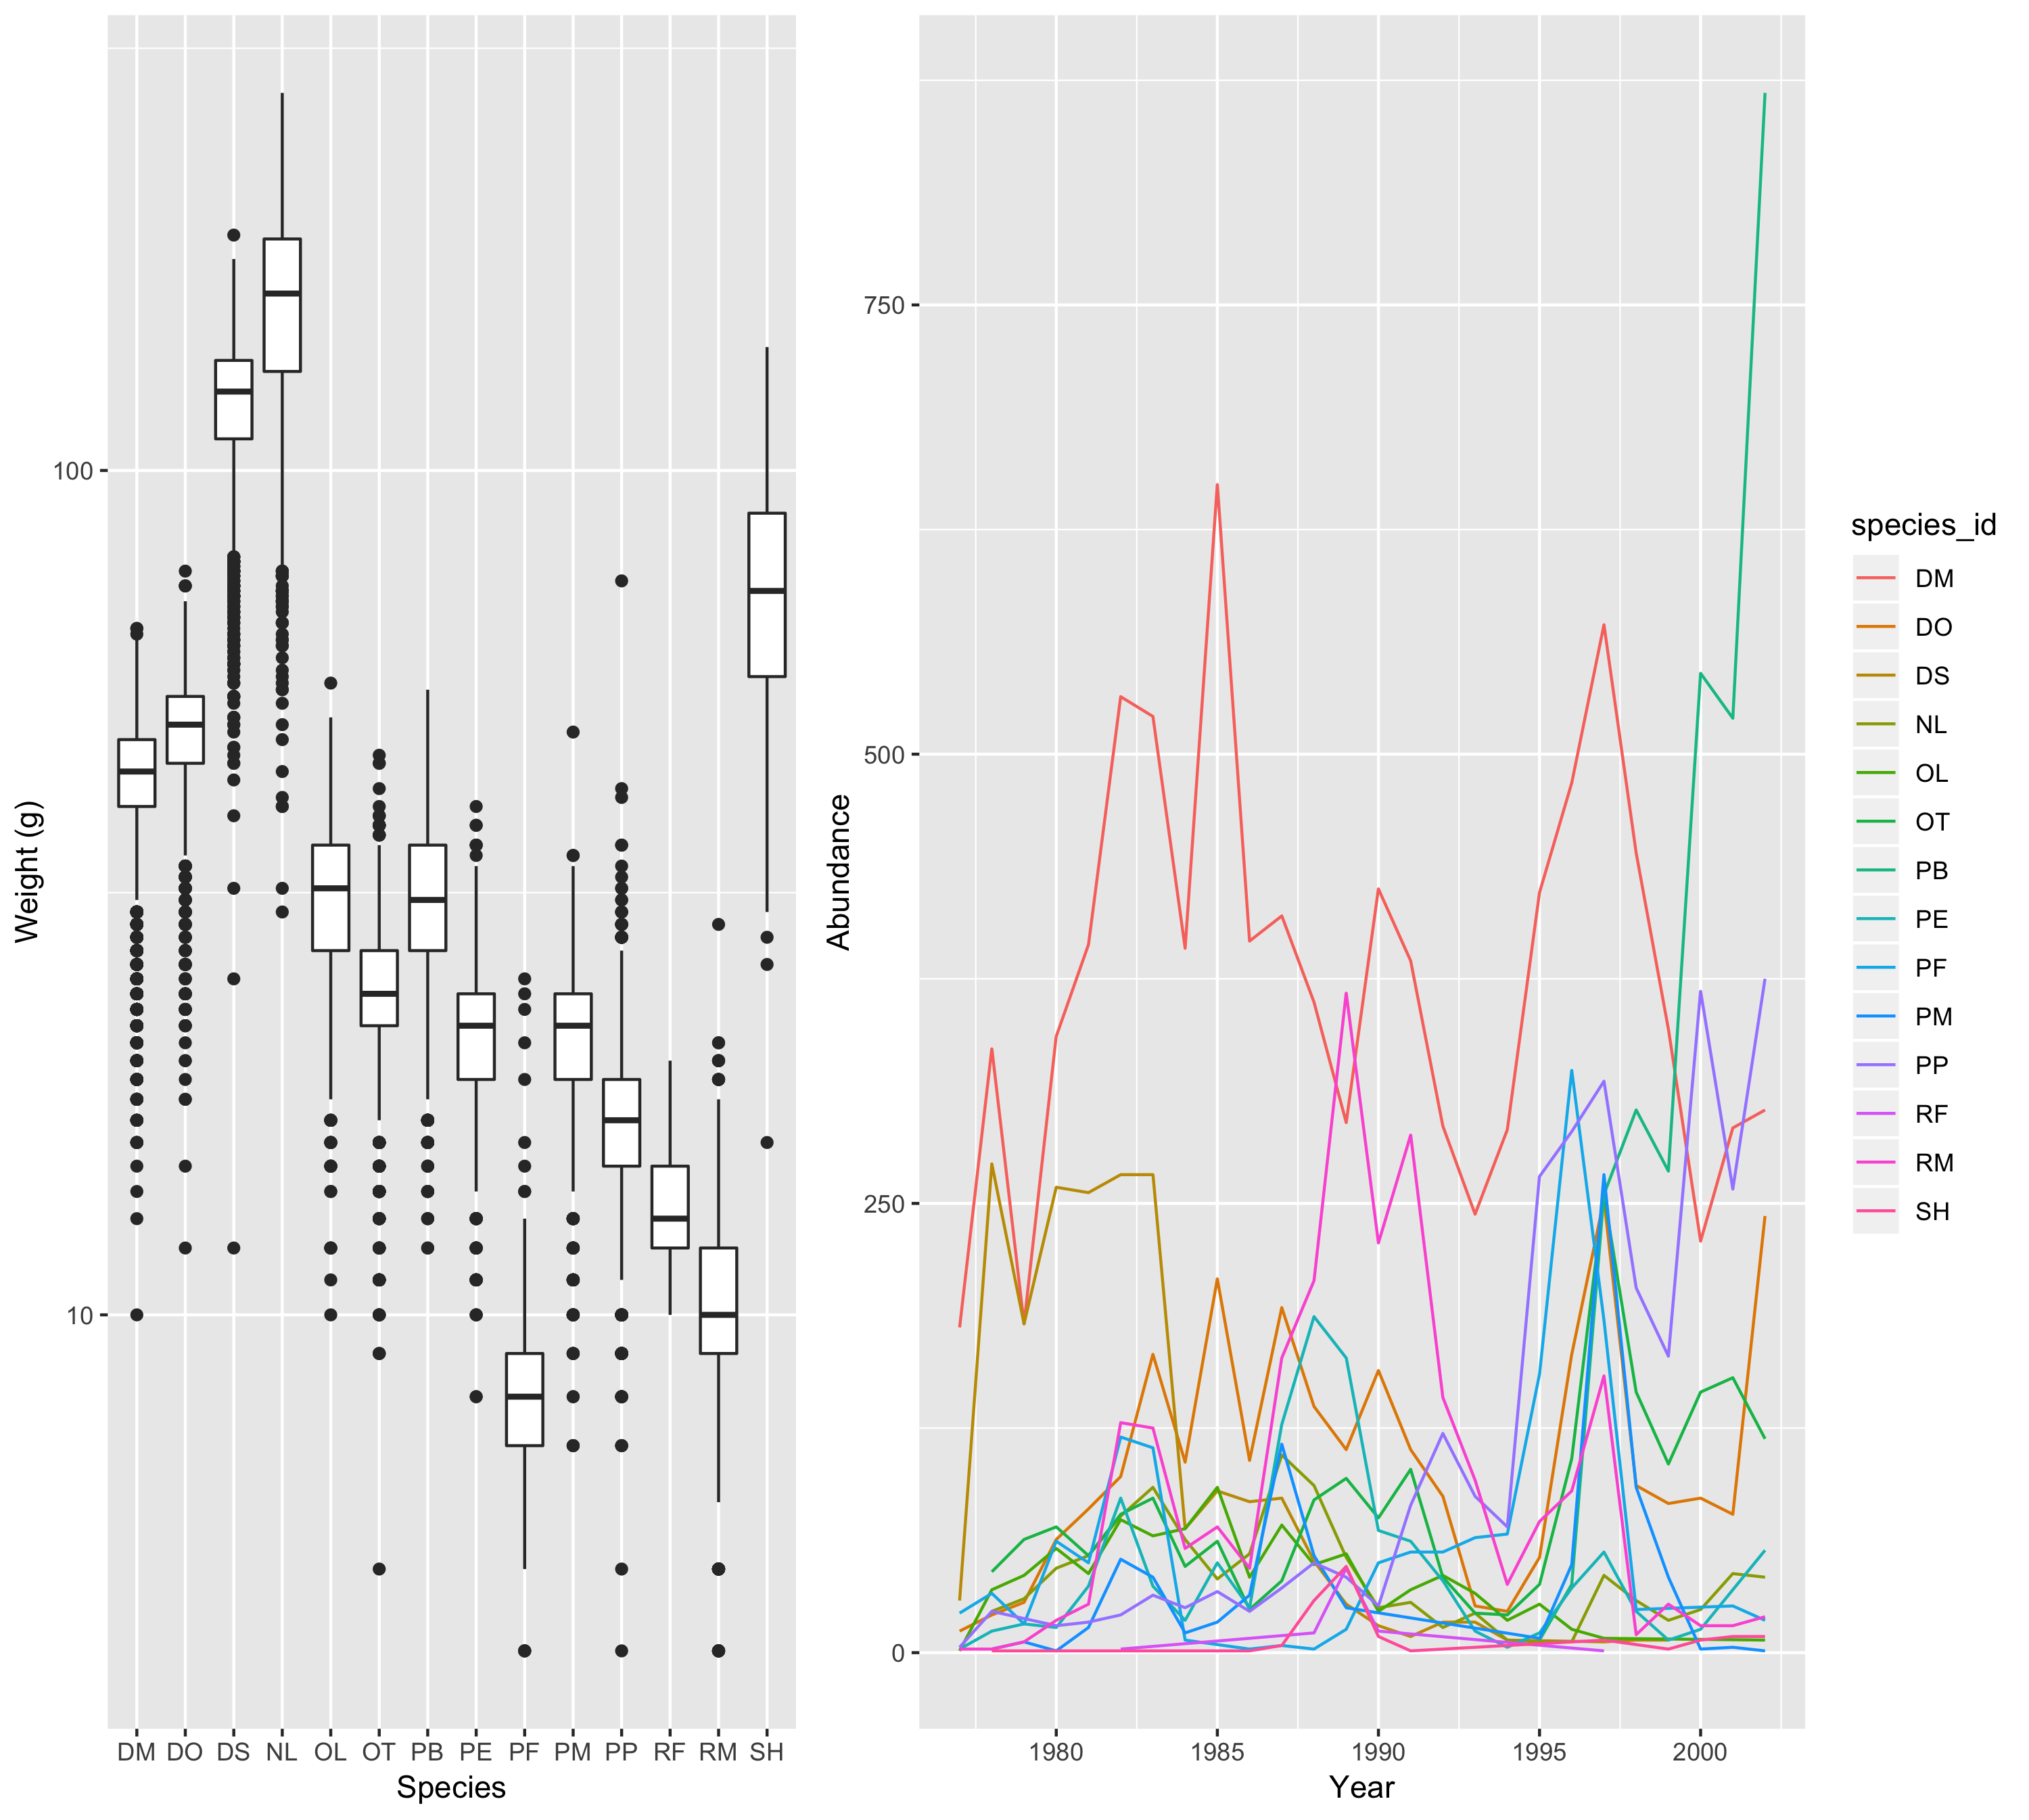 Weight (g)
100
10
DM DO DS NL OL OT PB PE PF PM PP RF RM SH
Species
Abundance
750
500
250
0
1980 1985 1990 1995 2000
Year
species_id
DM
DO
DS
NL
OL
OT
PB
PE
PF
PM
PP
RF
RM
SH